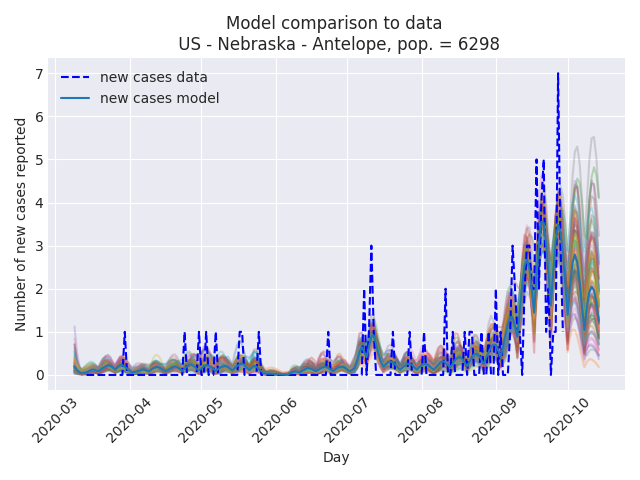 Model comparison to data
US - Nebraska - Antelope, pop. = 6298
new cases data
new cases model
Number of new cases reported
7
6
5
4
3
2
1
0
2020-03
2020-04
2020-05
2020-06
2020-07
2020-08
2020-09
2020-10
Day